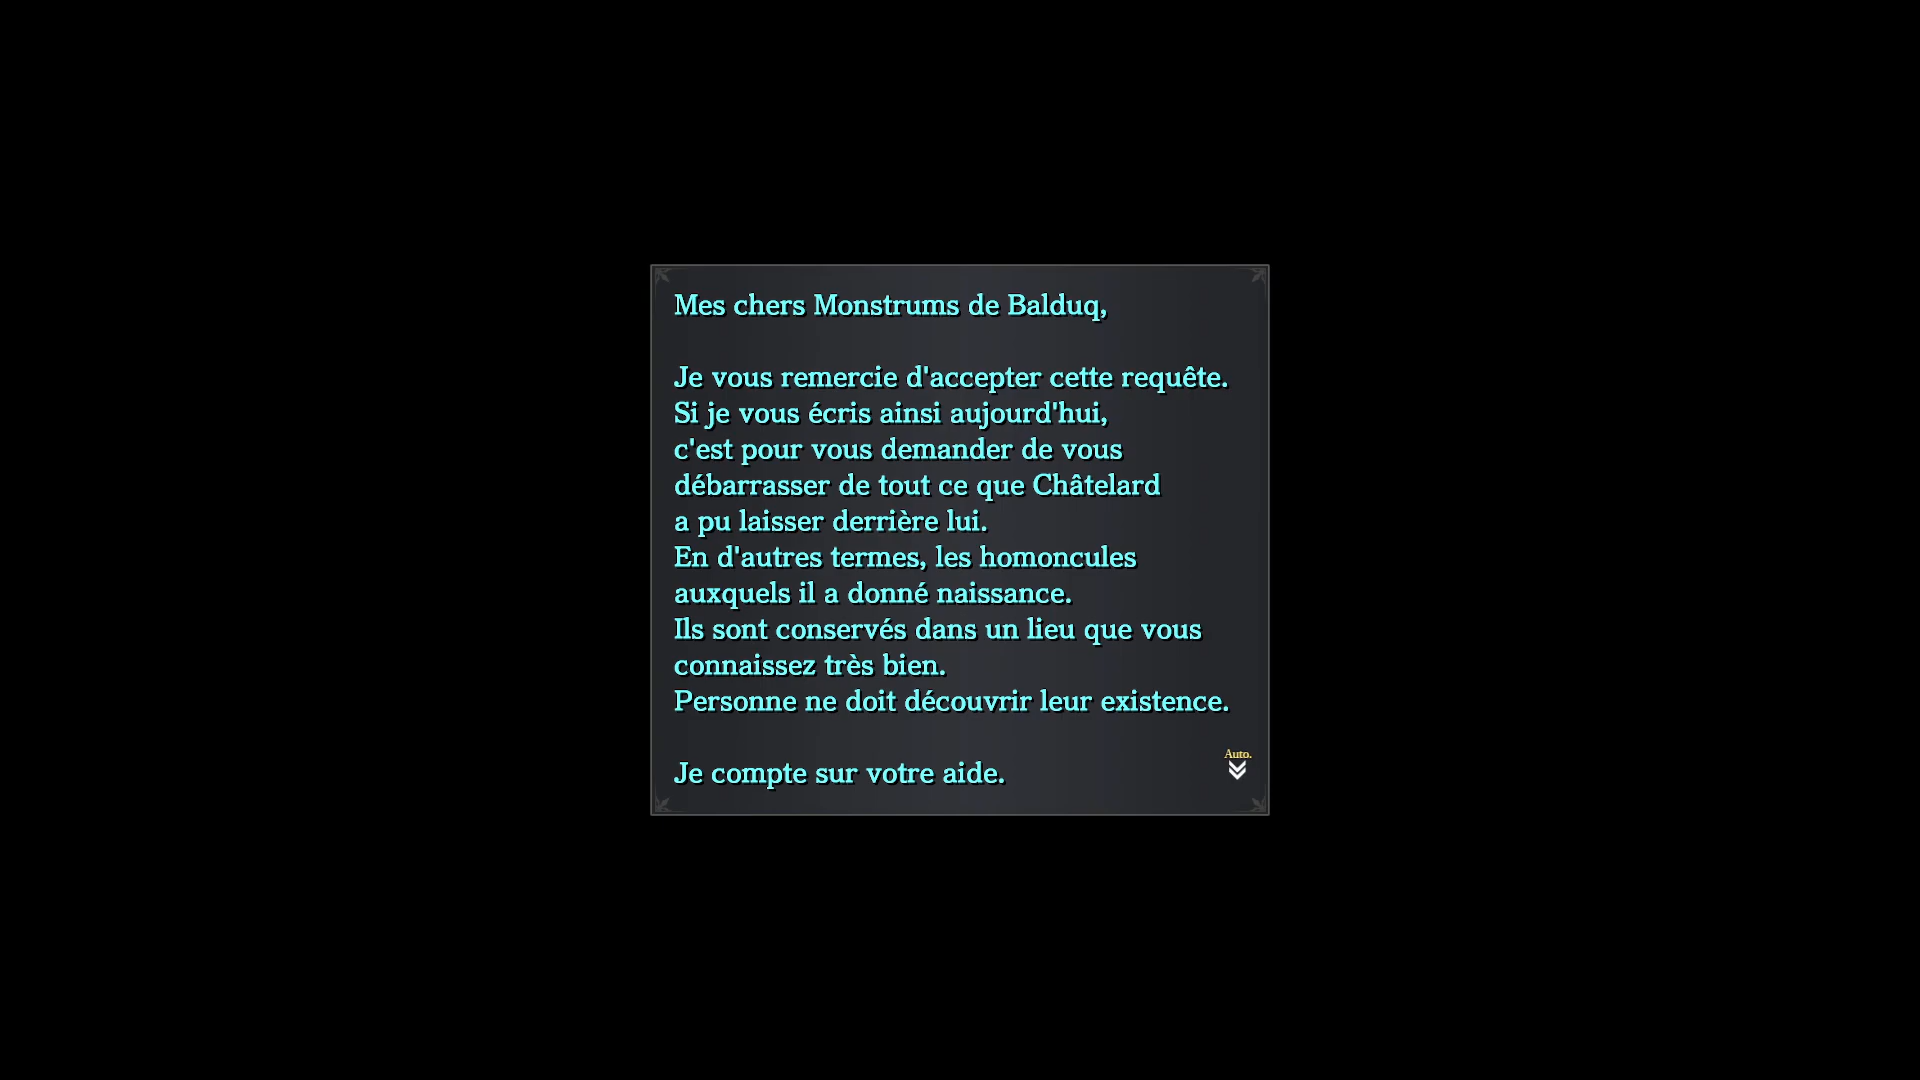 Mes chers Monstrums de Balduq,
Je vous remercie d'accepter cette requête.
Si je vous écris ainsi aujourd'hui,
c'est pour vous demander de vous
débarrasser de tout ce que Châtelard
a pu laisser derrière lui.
En d'autres termes, les homoncules
auxquels il a donné naissance.
Ils sont conservés dans un lieu que vous
connaissez très bien.
Personne ne doit découvrir leur existence.
Je compte sur votre aide.
Auto.